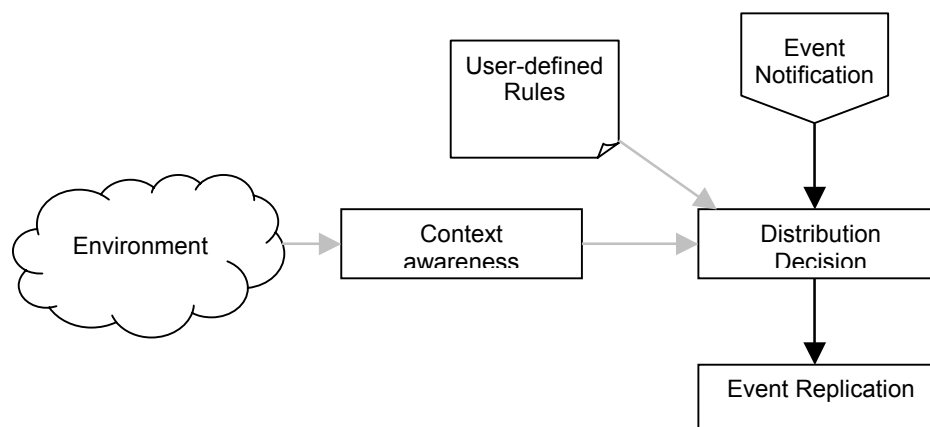 User-defined
Rules
Event
Notification
Environment
Context
awareness
Distribution
Decision
Event Replication